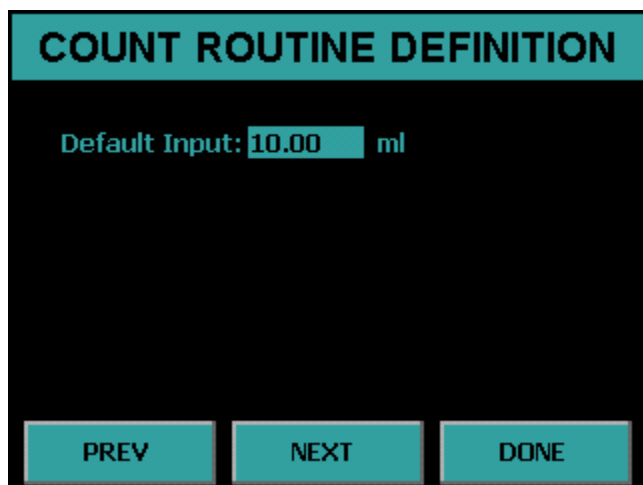 COUNT ROUTINE DEFINITION
Default Input: 10.00 ml
PREV NEXT DONE